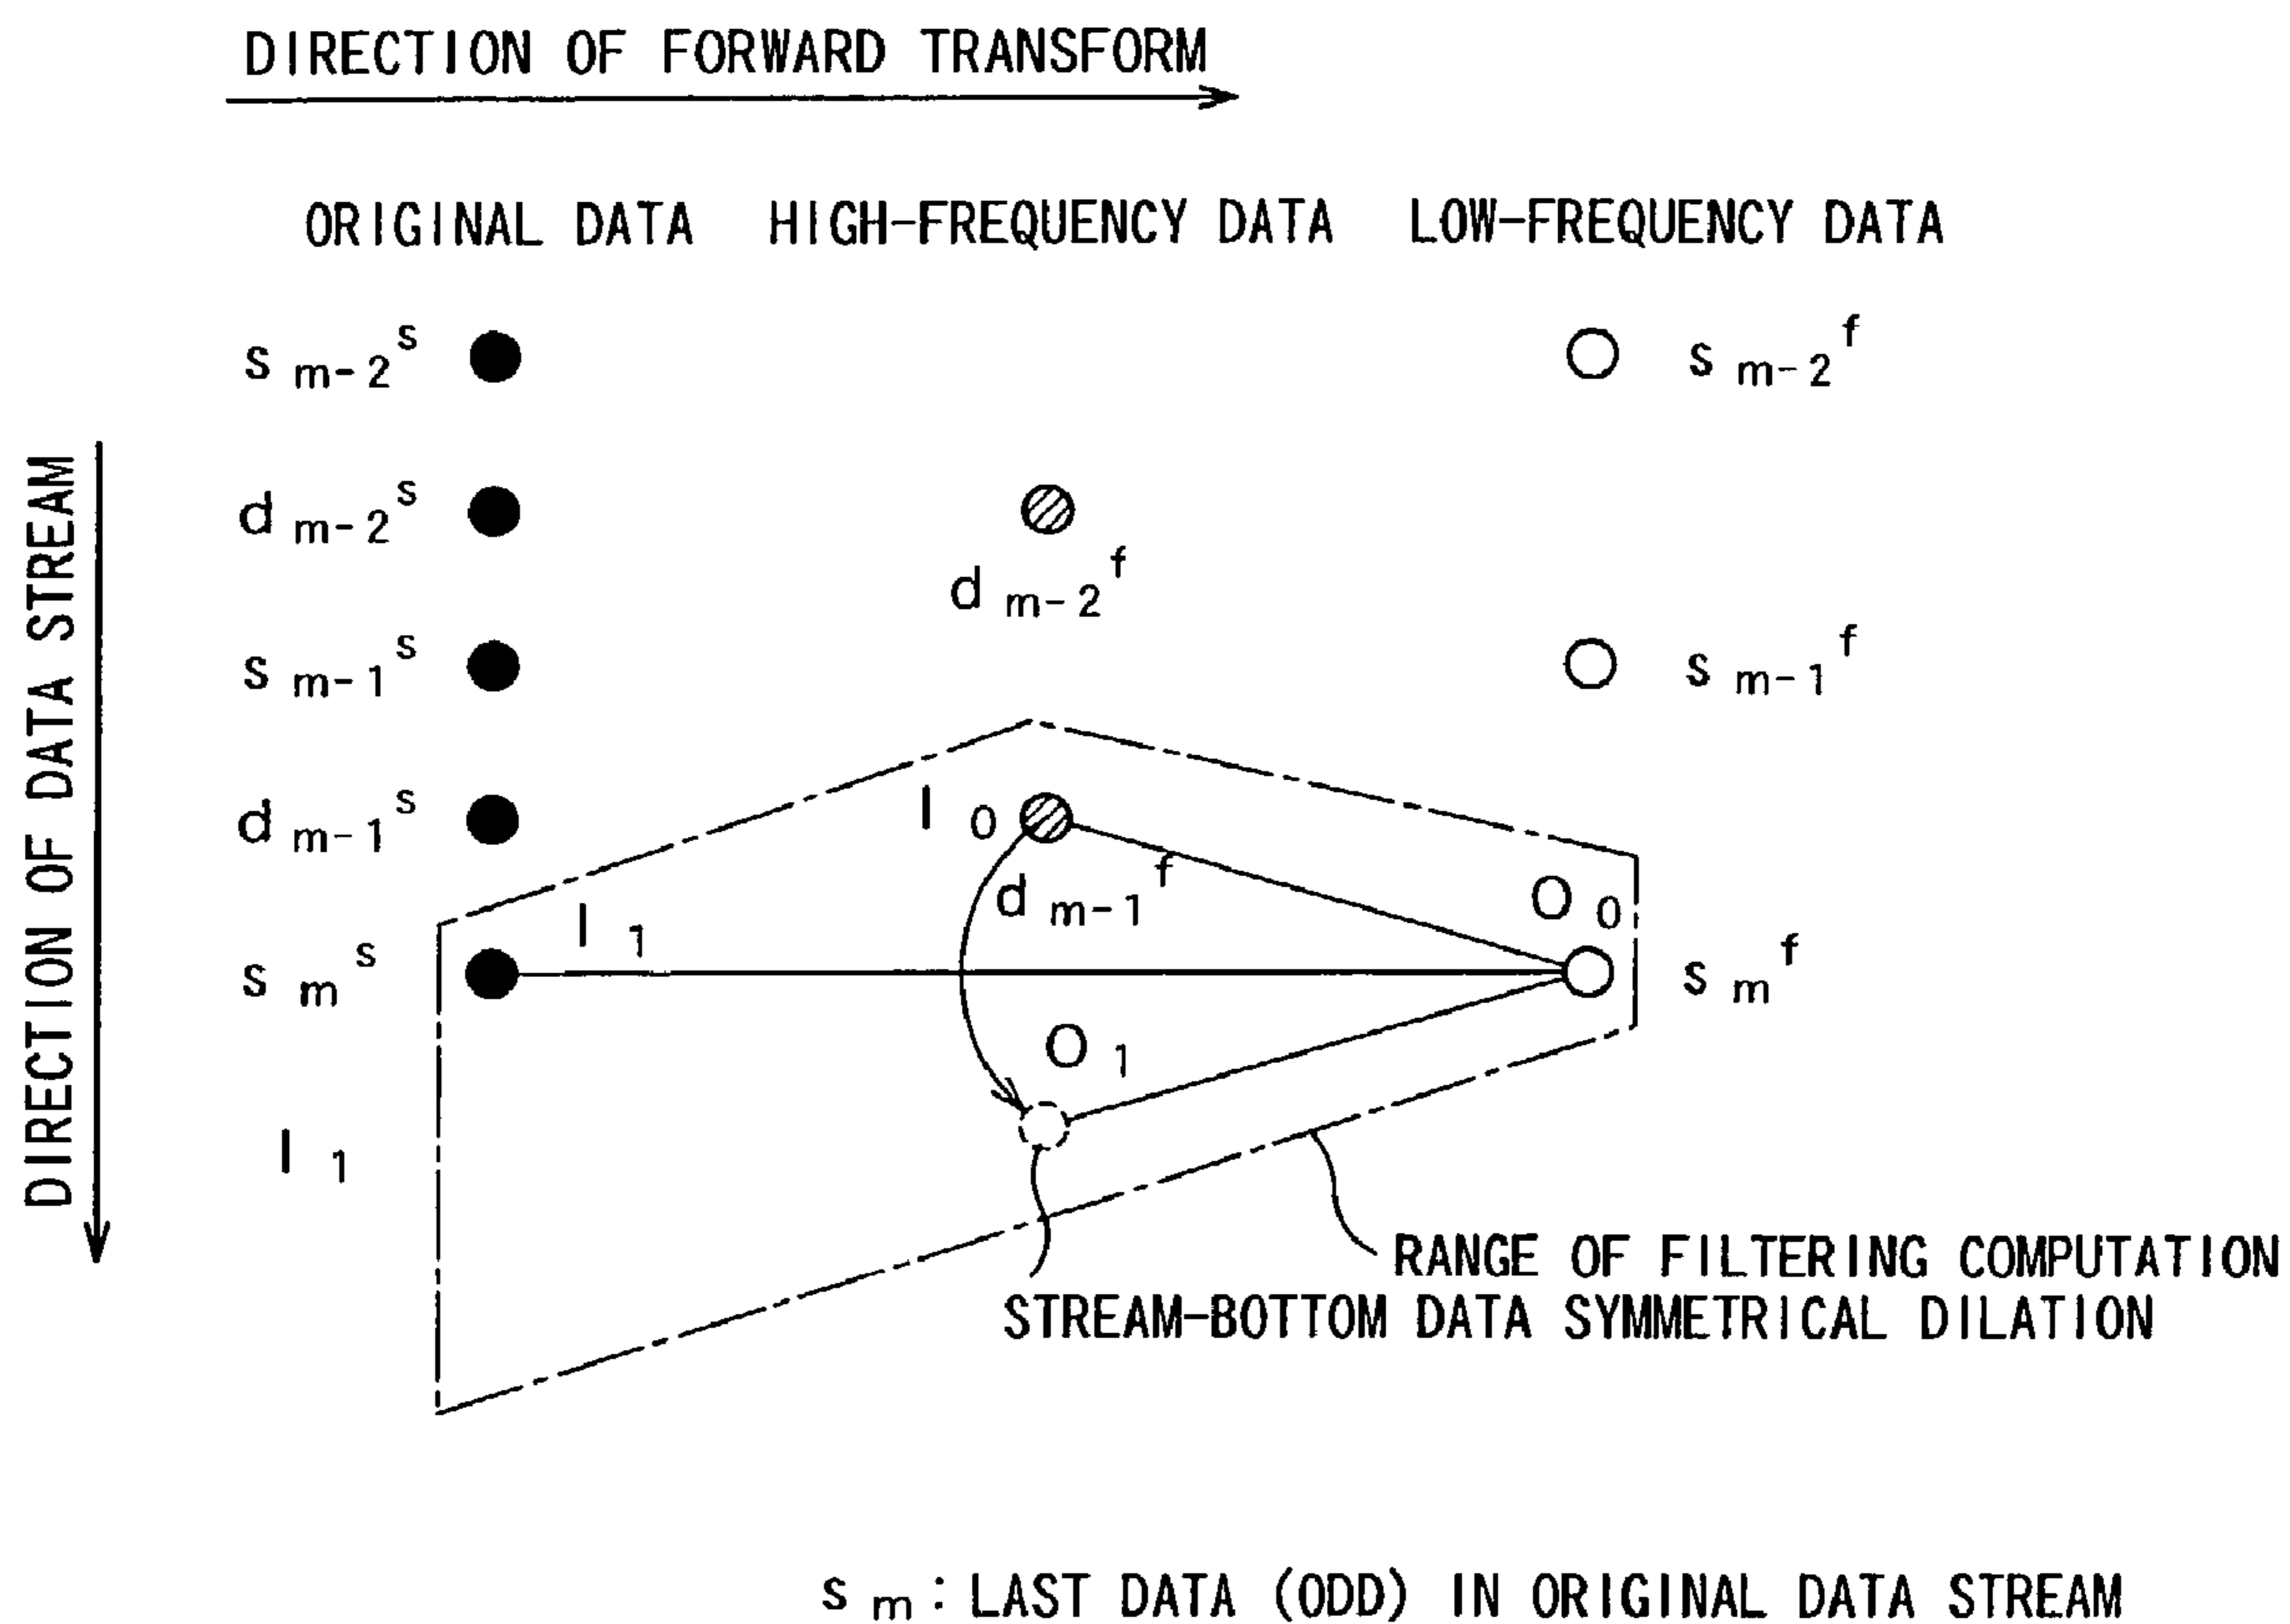 DIRECTION OF FORWARD TRANSFORM
ORIGINAL DATA HIGH-FREQUENCY DATA LOW-FREQUENCY DATA
DIRECTION OF DATA STREAM
s m-2 s
s m-2 f
d m-2 s
d m-2 f
s m-1 s
s m-1 f
d m-1 s
I 0
d m-1 f
O 0
I 1
s m s
s m f
O 1
I 1
RANGE OF FILTERING COMPUTATION
STREAM-BOTTOM DATA SYMMETRICAL DILATION
s m : LAST DATA (ODD) IN ORIGINAL DATA STREAM